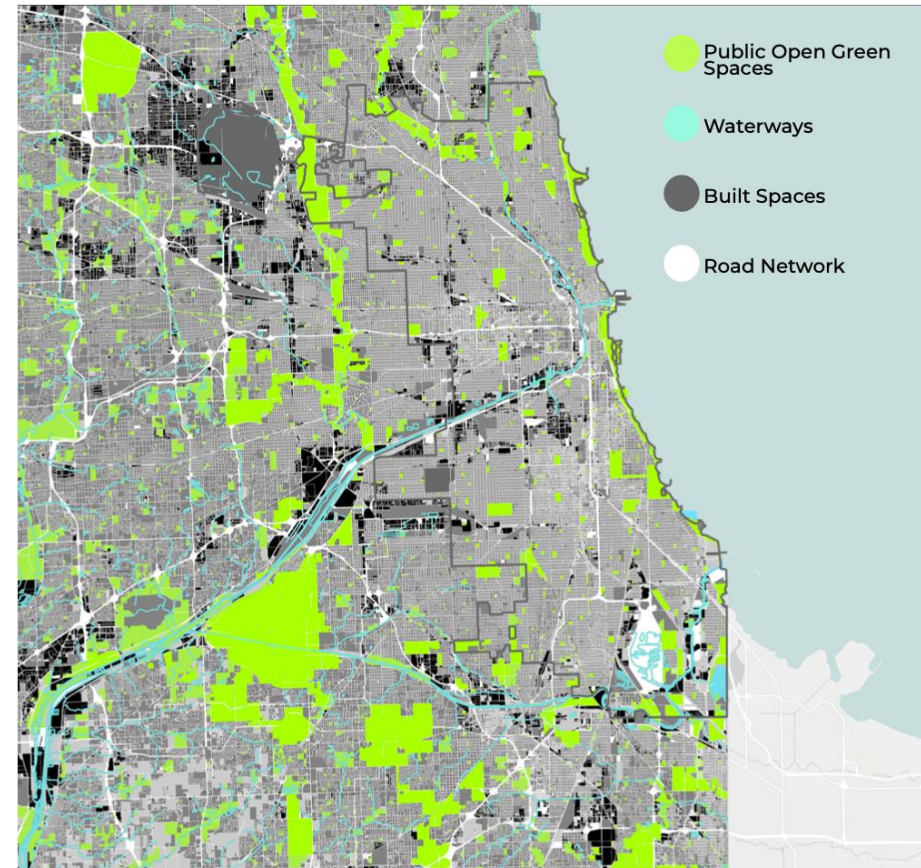 Public Open Green
Spaces
Waterways
Built Spaces
Road Network